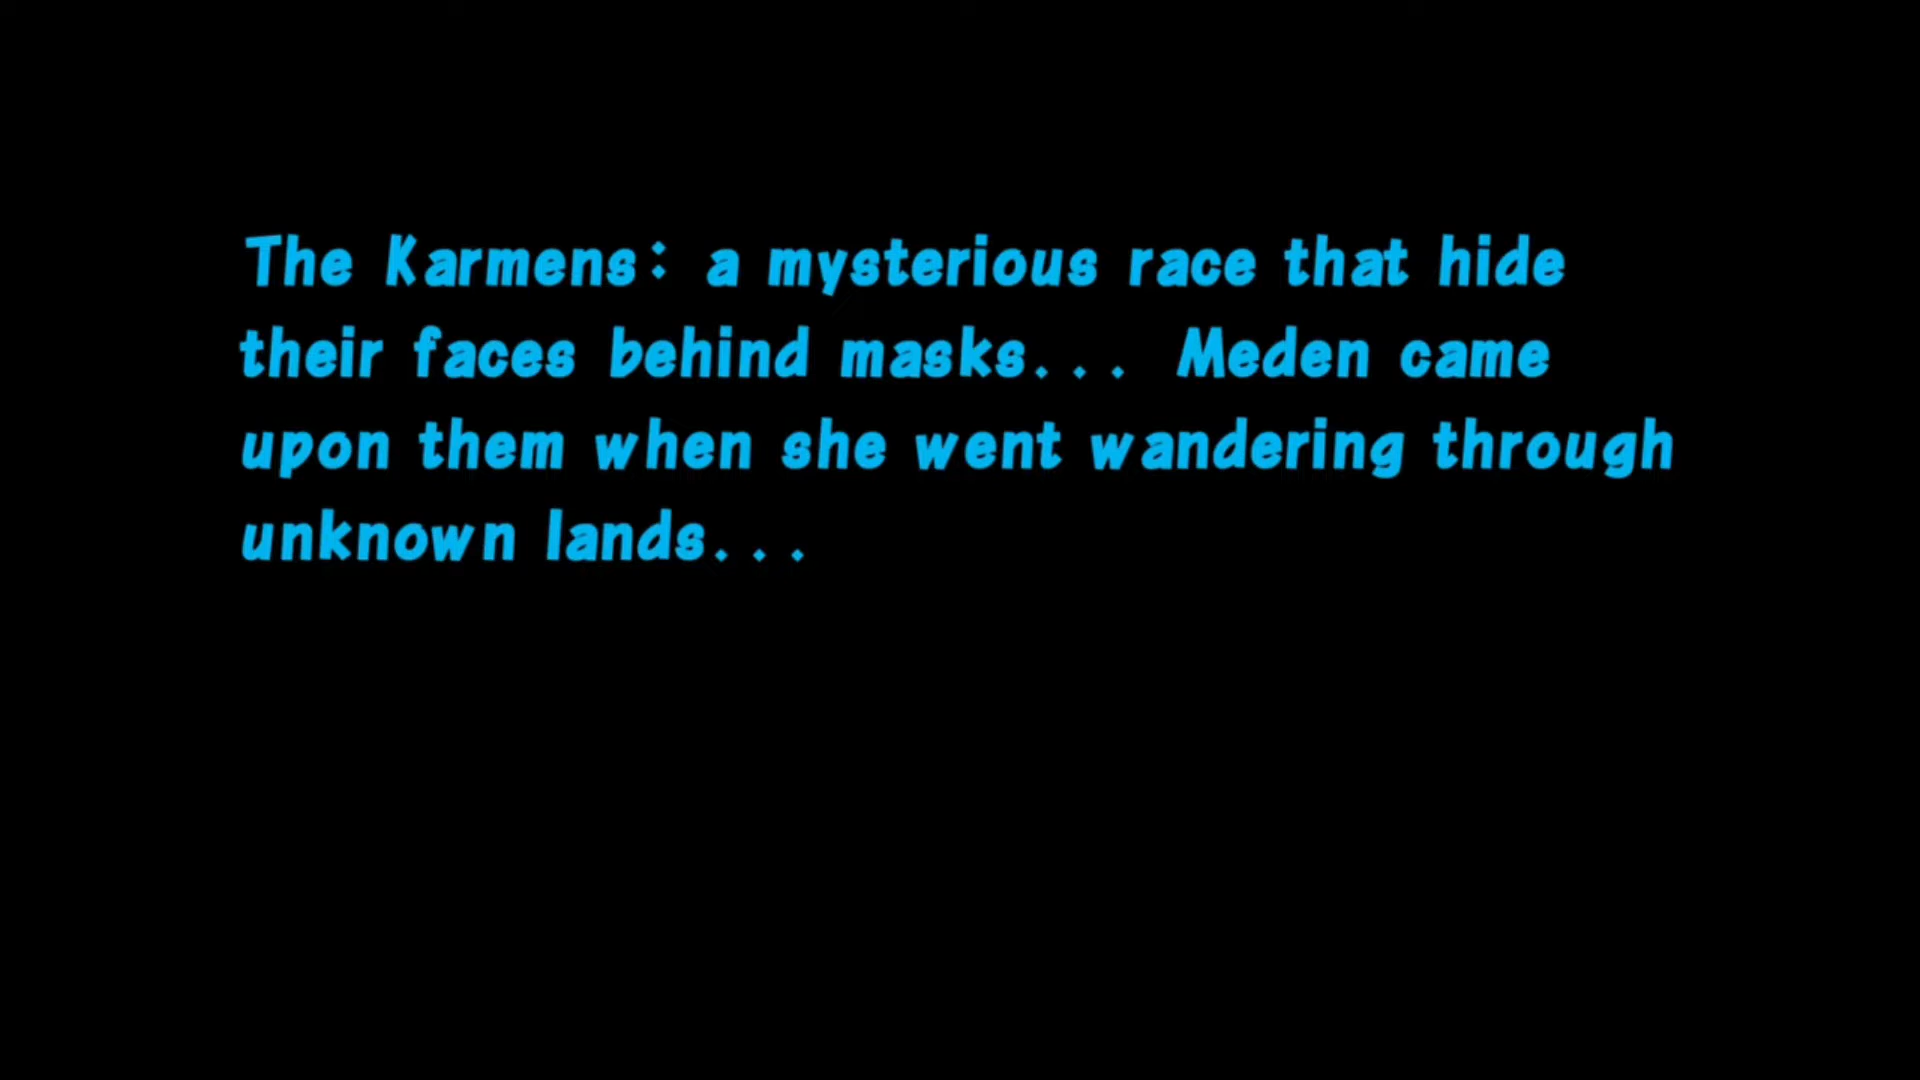 The Karmens: a mysterious race that hide
their faces behind masks... Meden came
upon them when she went wandering through
unknown lands...